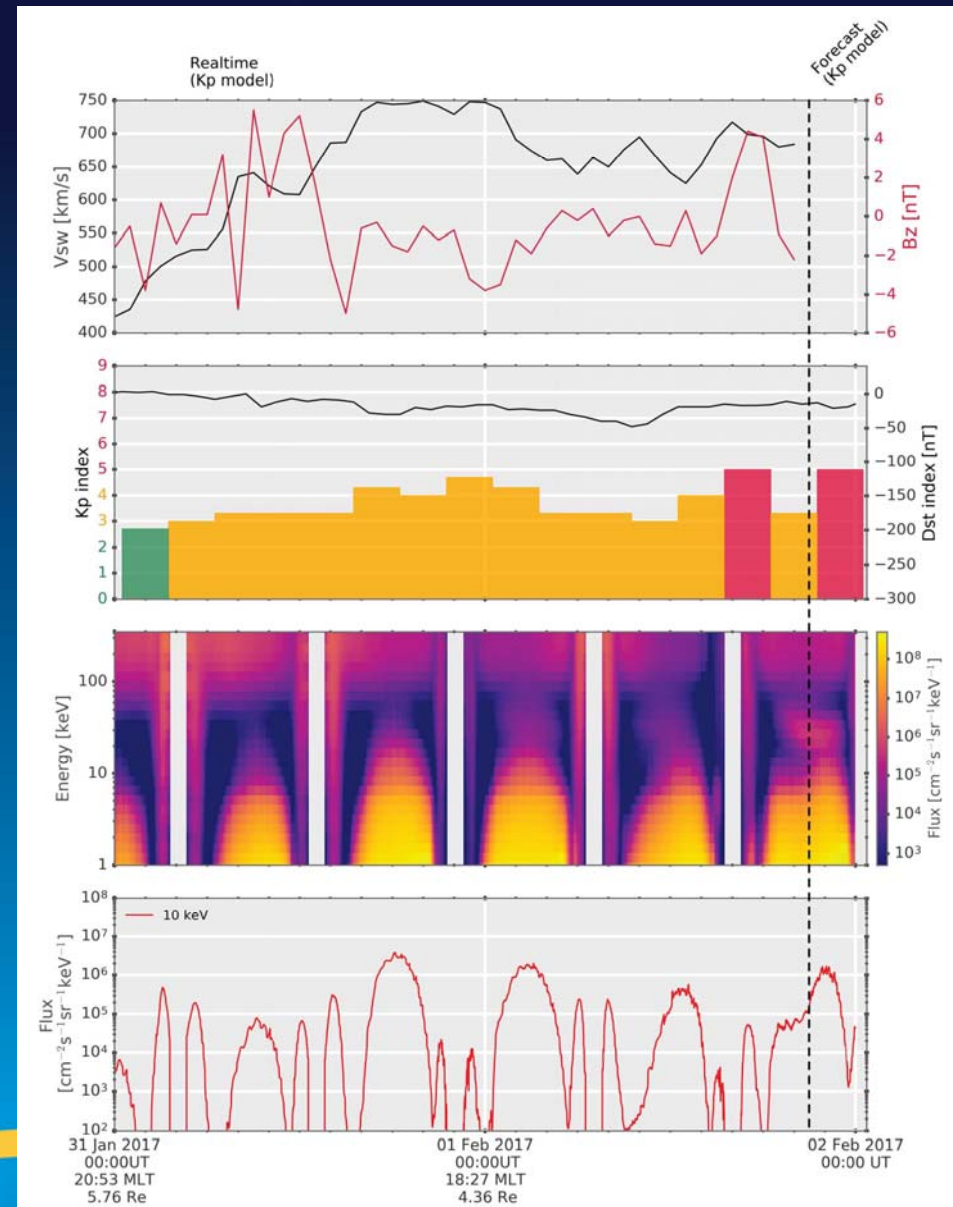 Realtime
(Kp model)
Forecast
(Kp model)
750
700
650
600
550
500
450
400
Vsw [km/s]
6
4
2
0
−2
−4
−6
Bz [nT]
9
8
7
6
5
4
3
2
1
0
Kp index
0
−50
−100
−150
−200
−250
−300
Dst index [nT]
100
10
1
Energy [keV]
10⁸
10⁷
10⁶
10⁵
10⁴
10³
Flux [cm⁻²s⁻¹sr⁻¹keV⁻¹]
10⁸
10⁷
10⁶
10⁵
10⁴
10³
10²
Flux
[cm⁻²s⁻¹sr⁻¹keV⁻¹]
10 keV
31 Jan 2017
00:00UT
20:53 MLT
5.76 Re
01 Feb 2017
00:00UT
18:27 MLT
4.36 Re
02 Feb 2017
00:00 UT